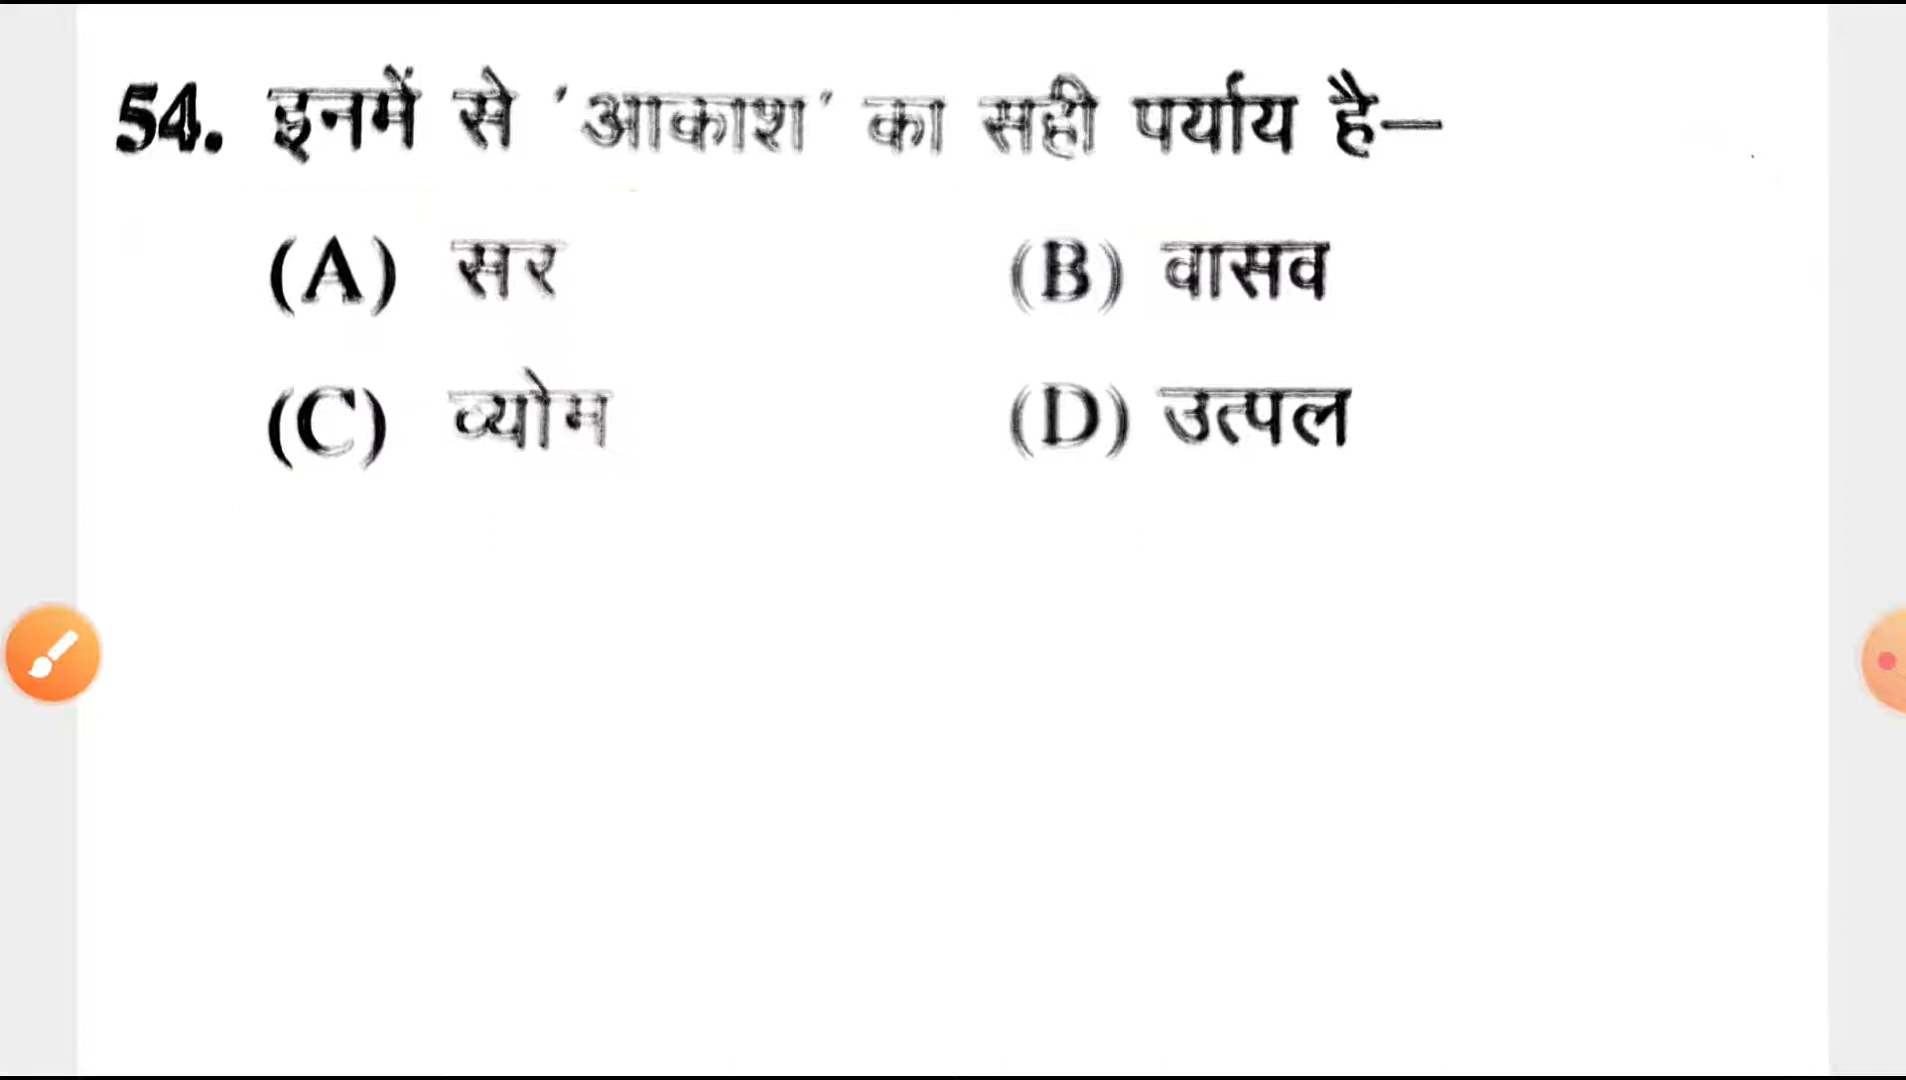 54. इनमें से 'आकाश' का सही पर्याय है—
(A) सर (B) वासव
(C) व्योम (D) उत्पल